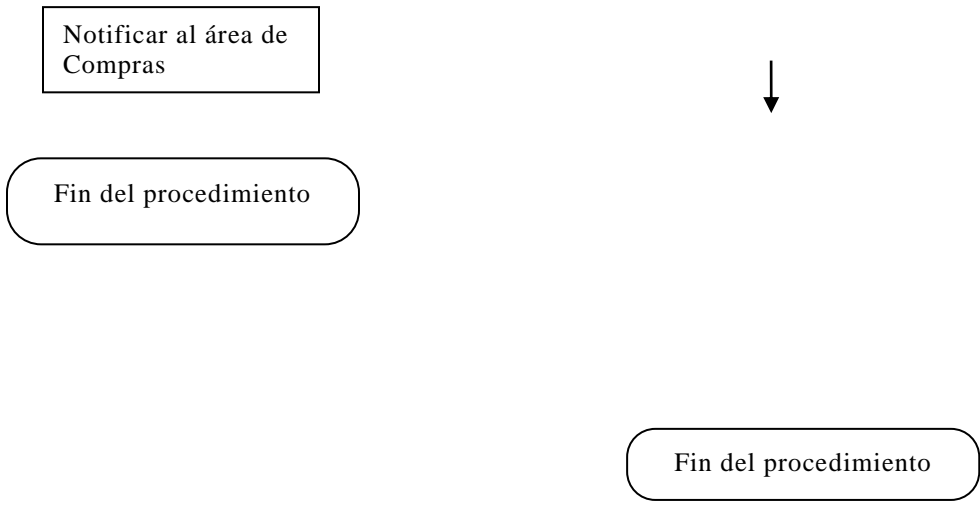 Notificar al área de
Compras
Fin del procedimiento
Fin del procedimiento